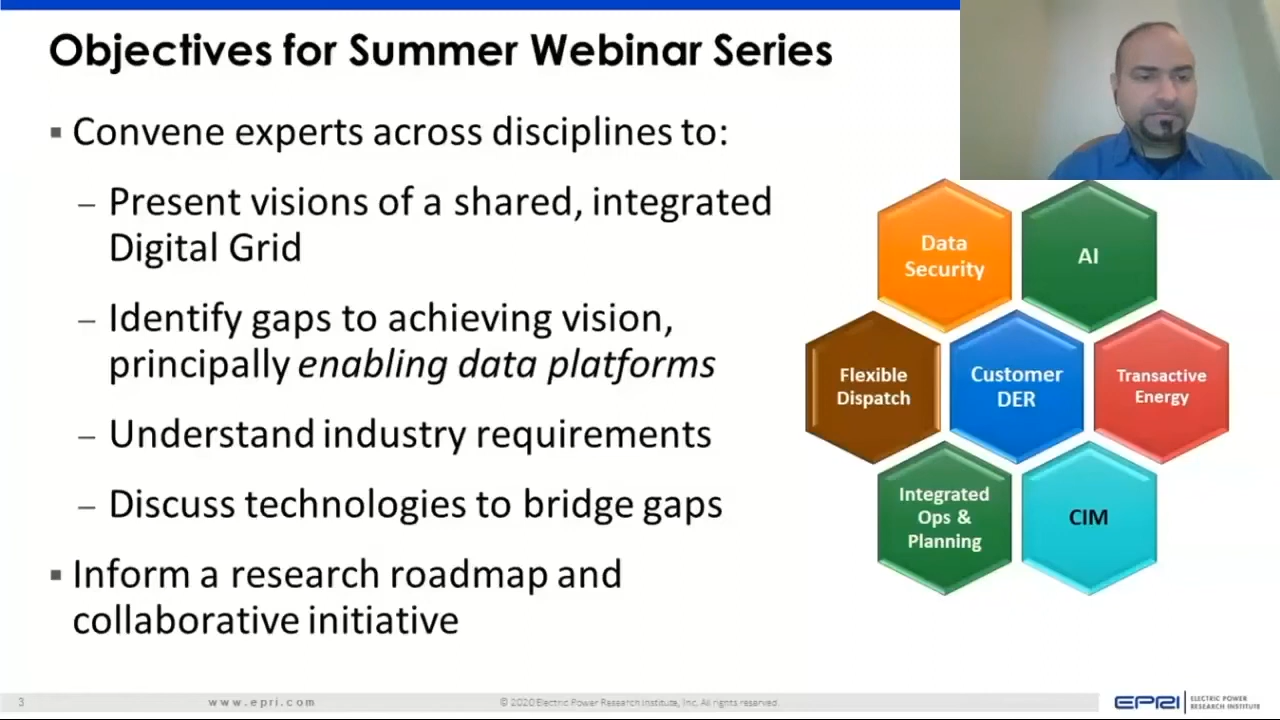 Objectives for Summer Webinar Series
▪ Convene experts across disciplines to:
– Present visions of a shared, integrated
Digital Grid
– Identify gaps to achieving vision,
principally enabling data platforms
– Understand industry requirements
– Discuss technologies to bridge gaps
▪ Inform a research roadmap and
collaborative initiative
Data
Security
AI
Flexible
Dispatch
Customer
DER
Transactive
Energy
Integrated
Ops &
Planning
CIM
3
www.epri.com
© 2020 Electric Power Research Institute, Inc. All rights reserved.
EPRI
ELECTRIC POWER
RESEARCH INSTITUTE